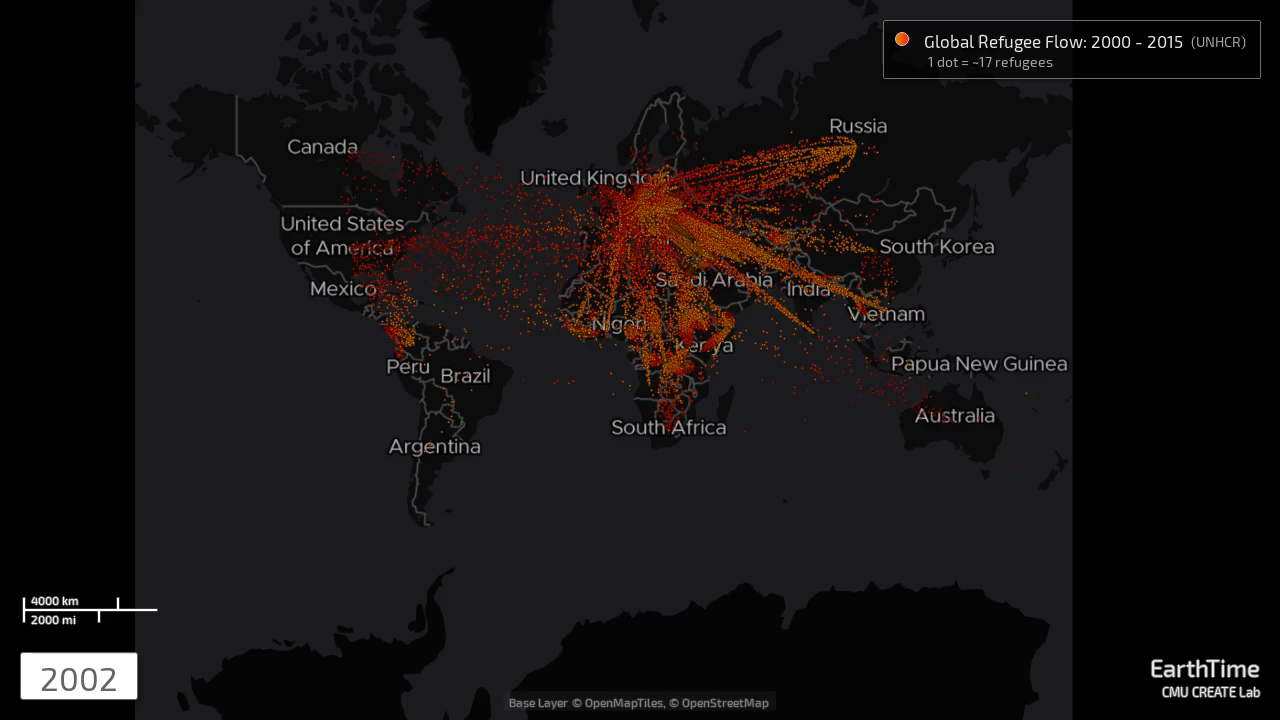 Global Refugee Flow: 2000 - 2015 (UNHCR)
1 dot = ~17 refugees
Russia
Canada
United Kingdom
United States
of America
South Korea
Mexico
Saudi Arabia
India
Vietnam
Kenya
Peru
Brazil
Papua New Guinea
Australia
South Africa
Argentina
4000 km
2000 mi
2002
EarthTime
CMU CREATE Lab
Base Layer © OpenMapTiles, © OpenStreetMap